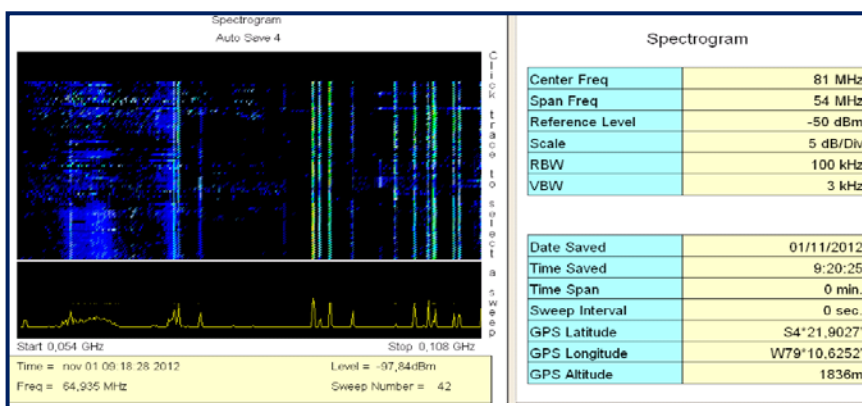 Spectrogram
Auto Save 4
Click trace to select a sweep
Start 0,054 GHz Stop 0,108 GHz
Time = nov 01 09:18:28 2012 Level = -97,84dBm
Freq = 64,935 MHz Sweep Number = 42
Spectrogram
Center Freq 81 MHz
Span Freq 54 MHz
Reference Level -50 dBm
Scale 5 dB/Div
RBW 100 kHz
VBW 3 kHz
Date Saved 01/11/2012
Time Saved 9:20:25
Time Span 0 min.
Sweep Interval 0 sec.
GPS Latitude S4°21,9027'
GPS Longitude W79°10,6252'
GPS Altitude 1836m